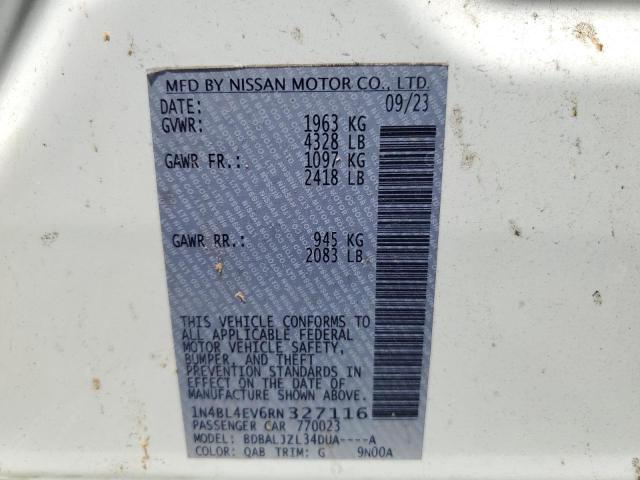 MFD BY NISSAN MOTOR CO., LTD.
DATE: 09/23
GVWR: 1963 KG
4328 LB
GAWR FR.: 1097 KG
2418 LB
GAWR RR.: 945 KG
2083 LB
THIS VEHICLE CONFORMS TO
ALL APPLICABLE FEDERAL
MOTOR VEHICLE SAFETY,
BUMPER, AND THEFT
PREVENTION STANDARDS IN
EFFECT ON THE DATE OF
MANUFACTURE SHOWN ABOVE.
1N4BL4EV6RN327116
PASSENGER CAR 770023
MODEL: BDBALJZL34DUA----A
COLOR: QAB TRIM: G 9N00A